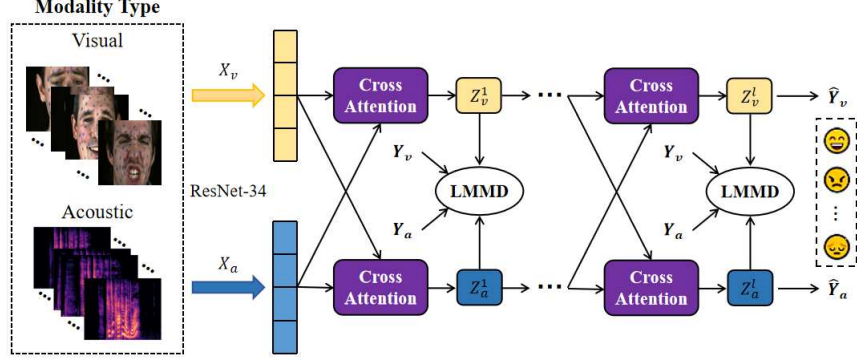 Modality Type
Visual
X_v
Cross
Attention
Z_v^1
...
Cross
Attention
Z_v^l
Ŷ_v
Y_v
LMMD
Y_a
Y_v
LMMD
Y_a
ResNet-34
Acoustic
X_a
Cross
Attention
Z_a^1
...
Cross
Attention
Z_a^l
Ŷ_a